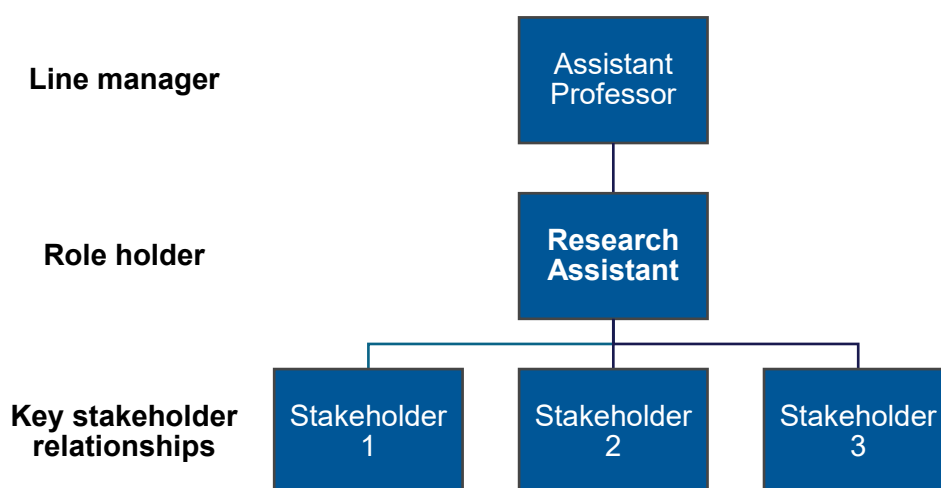 Line manager
Assistant
Professor
Role holder
Research
Assistant
Key stakeholder
relationships
Stakeholder
1
Stakeholder
2
Stakeholder
3